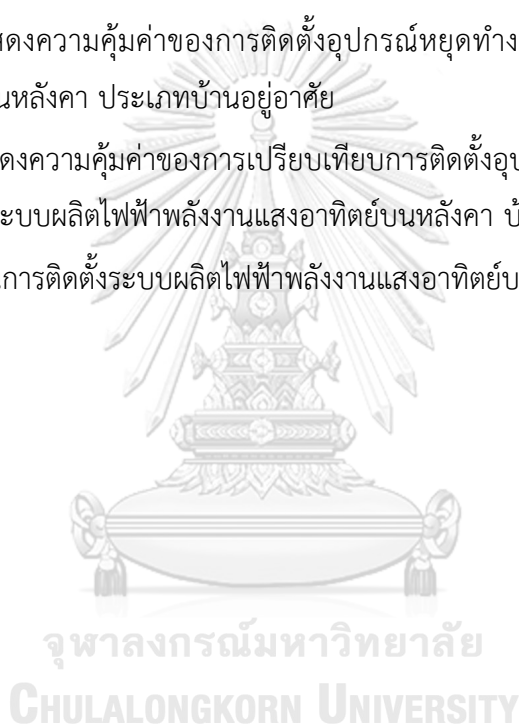 สดงความคุ้มค่าของการติดตั้งอุปกรณ์หยุดทำง
นหลังคา ประเภทบ้านอยู่อาศัย
ดงความคุ้มค่าของการเปรียบเทียบการติดตั้งอุป
ะบบผลิตไฟฟ้าพลังงานแสงอาทิตย์บนหลังคา บ้
การติดตั้งระบบผลิตไฟฟ้าพลังงานแสงอาทิตย์บ
จุฬาลงกรณ์มหาวิทยาลัย
CHULALONGKORN UNIVERSITY